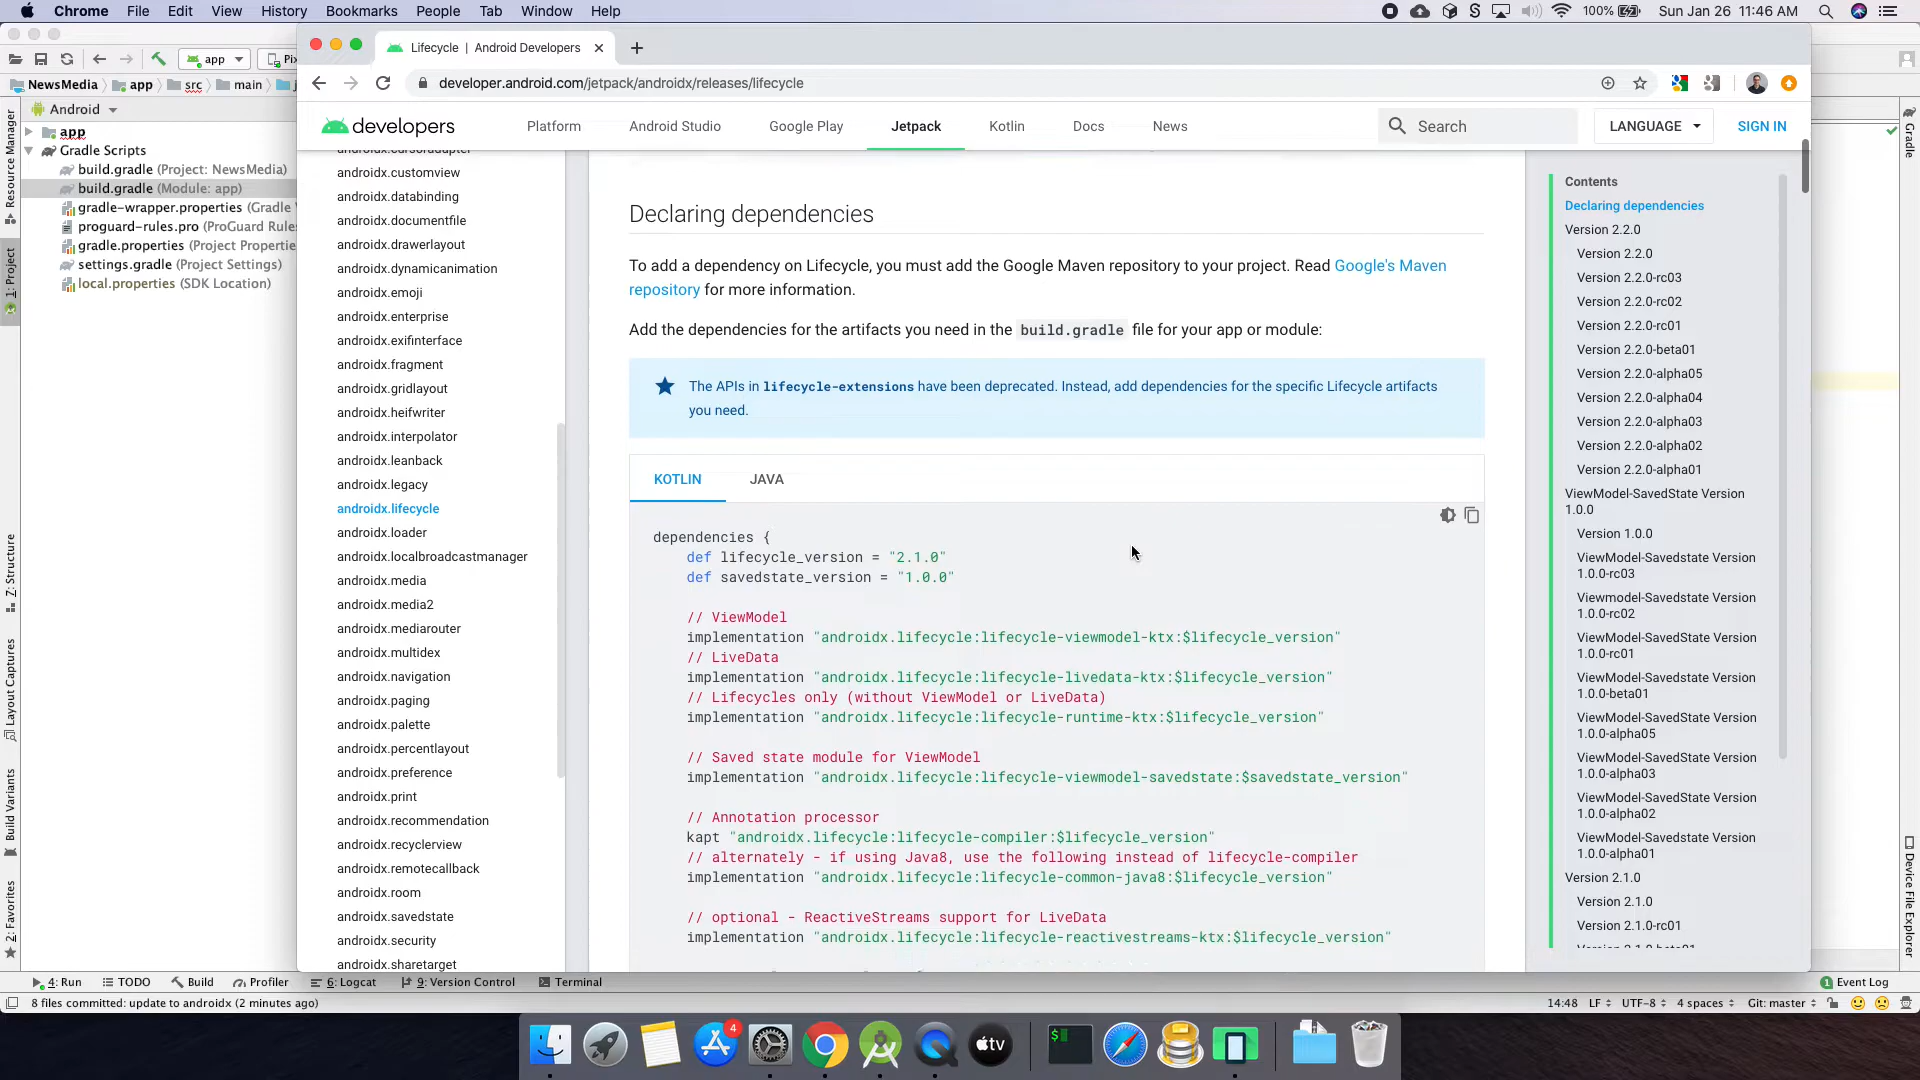 Chrome File Edit View History Bookmarks People Tab Window Help
100% Sun Jan 26 11:46 AM
Lifecycle | Android Developers
developer.android.com/jetpack/androidx/releases/lifecycle
app
NewsMedia app src main
Android
app
Gradle Scripts
build.gradle (Project: NewsMedia)
build.gradle (Module: app)
gradle-wrapper.properties (Gradle
proguard-rules.pro (ProGuard Rules
gradle.properties (Project Propertie
settings.gradle (Project Settings)
local.properties (SDK Location)
Resource Manager
1: Project
Z: Structure
Layout Captures
Build Variants
2: Favorites
developers Platform Android Studio Google Play Jetpack Kotlin Docs News Search LANGUAGE SIGN IN
androidx.customview
androidx.databinding
androidx.documentfile
androidx.drawerlayout
androidx.dynamicanimation
androidx.emoji
androidx.enterprise
androidx.exifinterface
androidx.fragment
androidx.gridlayout
androidx.heifwriter
androidx.interpolator
androidx.leanback
androidx.legacy
androidx.lifecycle
androidx.loader
androidx.localbroadcastmanager
androidx.media
androidx.media2
androidx.mediarouter
androidx.multidex
androidx.navigation
androidx.paging
androidx.palette
androidx.percentlayout
androidx.preference
androidx.print
androidx.recommendation
androidx.recyclerview
androidx.remotecallback
androidx.room
androidx.savedstate
androidx.security
androidx.sharetarget
Declaring dependencies
To add a dependency on Lifecycle, you must add the Google Maven repository to your project. Read Google's Maven
repository for more information.
Add the dependencies for the artifacts you need in the build.gradle file for your app or module:
The APIs in lifecycle-extensions have been deprecated. Instead, add dependencies for the specific Lifecycle artifacts
you need.
KOTLIN JAVA
dependencies {
def lifecycle_version = "2.1.0"
def savedstate_version = "1.0.0"
// ViewModel
implementation "androidx.lifecycle:lifecycle-viewmodel-ktx:$lifecycle_version"
// LiveData
implementation "androidx.lifecycle:lifecycle-livedata-ktx:$lifecycle_version"
// Lifecycles only (without ViewModel or LiveData)
implementation "androidx.lifecycle:lifecycle-runtime-ktx:$lifecycle_version"
// Saved state module for ViewModel
implementation "androidx.lifecycle:lifecycle-viewmodel-savedstate:$savedstate_version"
// Annotation processor
kapt "androidx.lifecycle:lifecycle-compiler:$lifecycle_version"
// alternately - if using Java8, use the following instead of lifecycle-compiler
implementation "androidx.lifecycle:lifecycle-common-java8:$lifecycle_version"
// optional - ReactiveStreams support for LiveData
implementation "androidx.lifecycle:lifecycle-reactivestreams-ktx:$lifecycle_version"
Contents
Declaring dependencies
Version 2.2.0
Version 2.2.0
Version 2.2.0-rc03
Version 2.2.0-rc02
Version 2.2.0-rc01
Version 2.2.0-beta01
Version 2.2.0-alpha05
Version 2.2.0-alpha04
Version 2.2.0-alpha03
Version 2.2.0-alpha02
Version 2.2.0-alpha01
ViewModel-SavedState Version
1.0.0
Version 1.0.0
ViewModel-Savedstate Version
1.0.0-rc03
Viewmodel-Savedstate Version
1.0.0-rc02
ViewModel-SavedState Version
1.0.0-rc01
ViewModel-SavedState Version
1.0.0-beta01
ViewModel-SavedState Version
1.0.0-alpha05
ViewModel-SavedState Version
1.0.0-alpha03
ViewModel-SavedState Version
1.0.0-alpha02
ViewModel-SavedState Version
1.0.0-alpha01
Version 2.1.0
Version 2.1.0
Version 2.1.0-rc01
Gradle
Device File Explorer
4: Run TODO Build Profiler 6: Logcat 9: Version Control Terminal Event Log
8 files committed: update to androidx (2 minutes ago) 14:48 LF UTF-8 4 spaces Git: master
4
tv